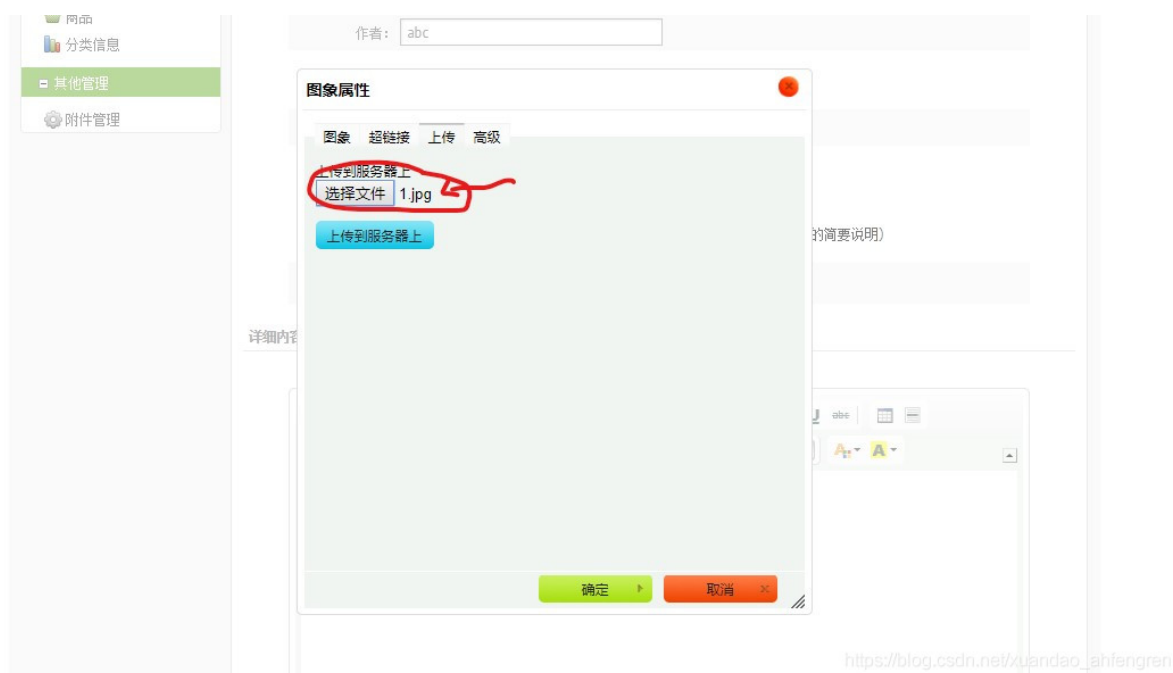 商品
分类信息
其他管理
附件管理
作者： abc
图象属性
图象 超链接 上传 高级
上传到服务器上
选择文件 1.jpg
上传到服务器上
的简要说明）
详细内容
U abc
A A
确定
取消
https://blog.csdn.net/xuandao_ahfengren